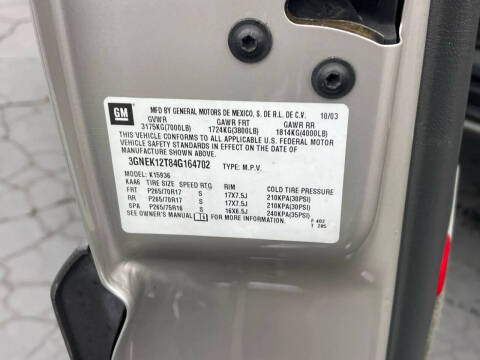 GM
MFD BY GENERAL MOTORS DE MEXICO, S. DE R.L. DE C.V. 10/03
GVWR GAWR FRT GAWR RR
3175KG(7000LB) 1724KG(3800LB) 1814KG(4000LB)
THIS VEHICLE CONFORMS TO ALL APPLICABLE U.S. FEDERAL MOTOR
VEHICLE SAFETY STANDARDS IN EFFECT ON THE DATE OF
MANUFACTURE SHOWN ABOVE.
3GNEK12T84G164702 TYPE: M.P.V.
MODEL: K15936
KAA6 TIRE SIZE SPEED RTG RIM COLD TIRE PRESSURE
FRT P265/70R17 S 17X7.5J 210KPA(30PSI)
RR P265/70R17 S 17X7.5J 210KPA(30PSI)
SPA P265/75R16 S 16X6.5J 240KPA(35PSI)
SEE OWNER'S MANUAL P 402
T 205